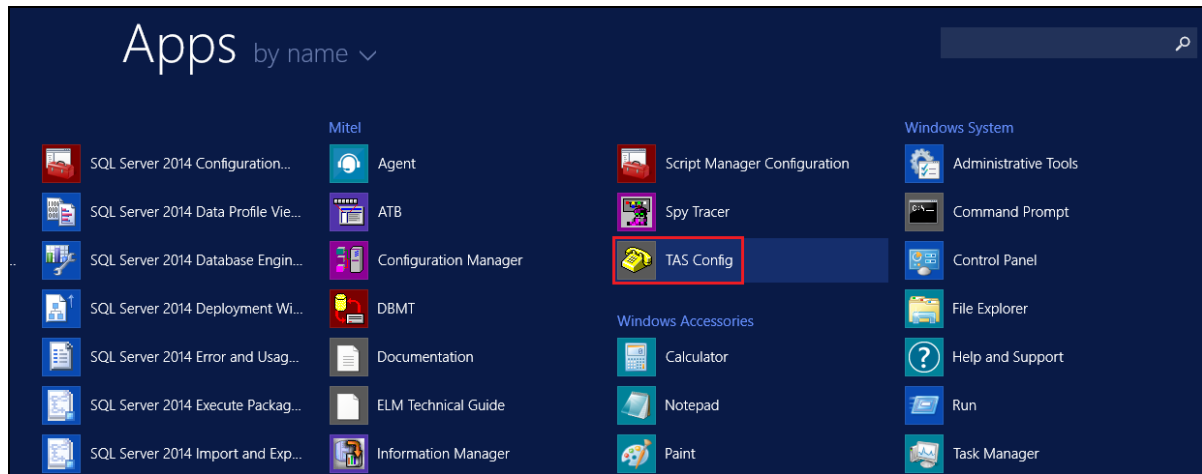 Apps by name
Mitel
Windows System
SQL Server 2014 Configuration...
Agent
Script Manager Configuration
Administrative Tools
SQL Server 2014 Data Profile Vie...
ATB
Spy Tracer
Command Prompt
..
SQL Server 2014 Database Engin...
Configuration Manager
TAS Config
Control Panel
SQL Server 2014 Deployment Wi...
DBMT
Windows Accessories
File Explorer
SQL Server 2014 Error and Usag...
Documentation
Calculator
Help and Support
SQL Server 2014 Execute Packag...
ELM Technical Guide
Notepad
Run
SQL Server 2014 Import and Exp...
Information Manager
Paint
Task Manager